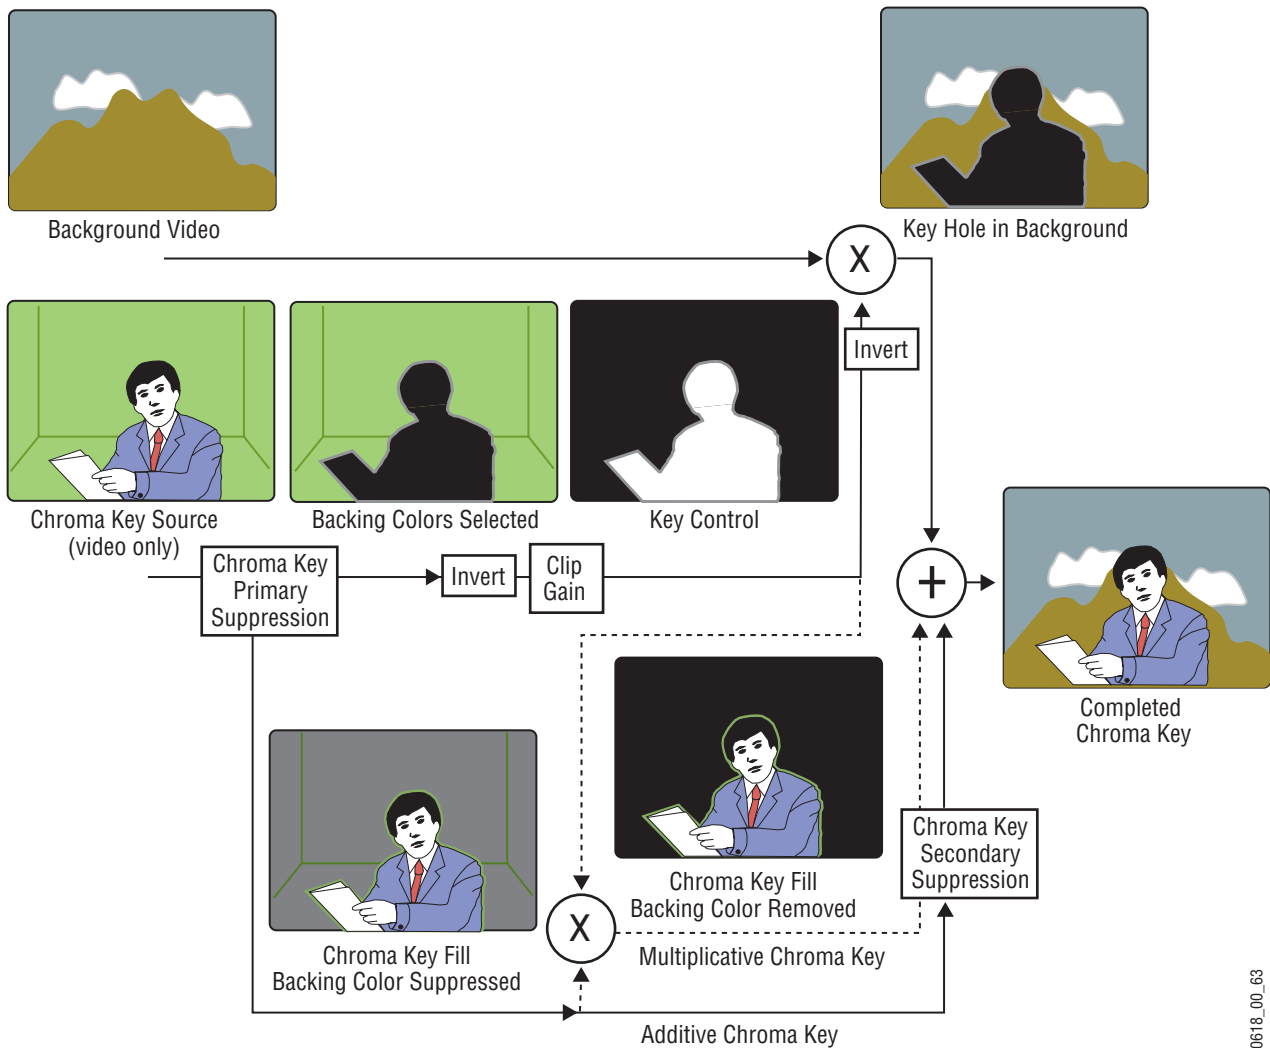 Background Video
Key Hole in Background
X
Invert
Chroma Key Source
(video only)
Backing Colors Selected
Key Control
Chroma Key
Primary
Suppression
Invert
Clip
Gain
+
Completed
Chroma Key
Chroma Key Fill
Backing Color Removed
Chroma Key
Secondary
Suppression
X
Chroma Key Fill
Backing Color Suppressed
Multiplicative Chroma Key
Additive Chroma Key
0618_00_63